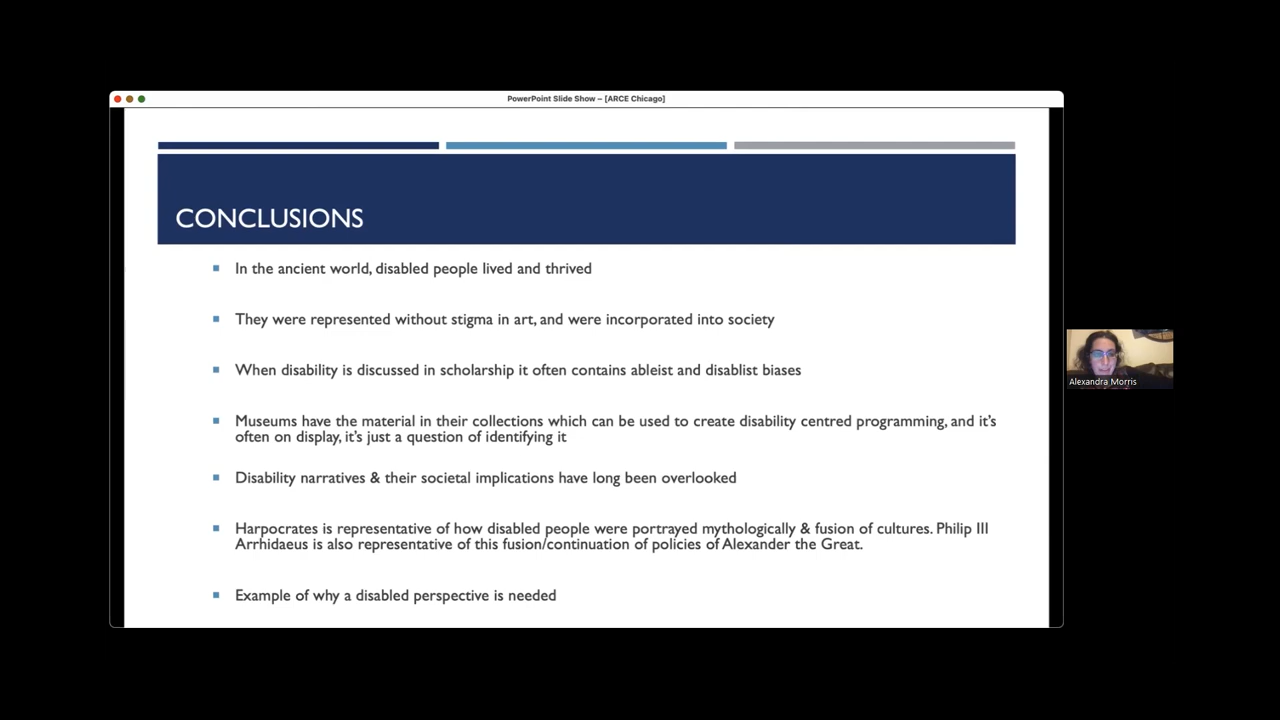 PowerPoint Slide Show – [ARCE Chicago]
CONCLUSIONS
In the ancient world, disabled people lived and thrived
They were represented without stigma in art, and were incorporated into society
When disability is discussed in scholarship it often contains ableist and disablist biases
Museums have the material in their collections which can be used to create disability centred programming, and it's
often on display, it's just a question of identifying it
Disability narratives & their societal implications have long been overlooked
Harpocrates is representative of how disabled people were portrayed mythologically & fusion of cultures. Philip III
Arrhidaeus is also representative of this fusion/continuation of policies of Alexander the Great.
Example of why a disabled perspective is needed
Alexandra Morris